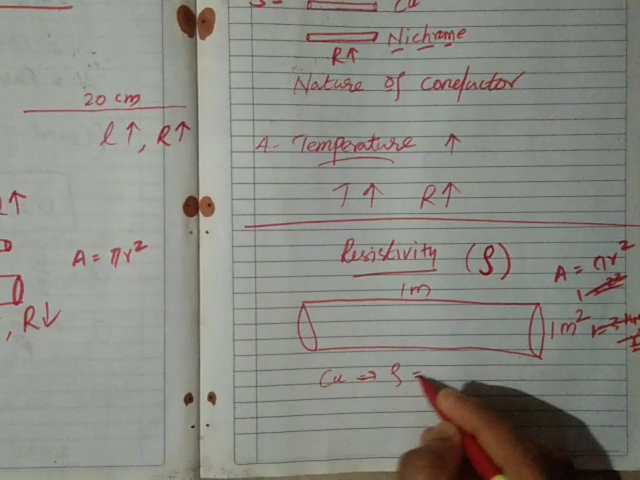 20 cm
l↑, R↑
A = πr²
, R↓
Cu
Nichrome
R↑
Nature of conductor
4- Temperature ↑
T↑ R↑
Resistivity (ρ)
A = πr²
1m
1m²
Cu ⇒ ρ =